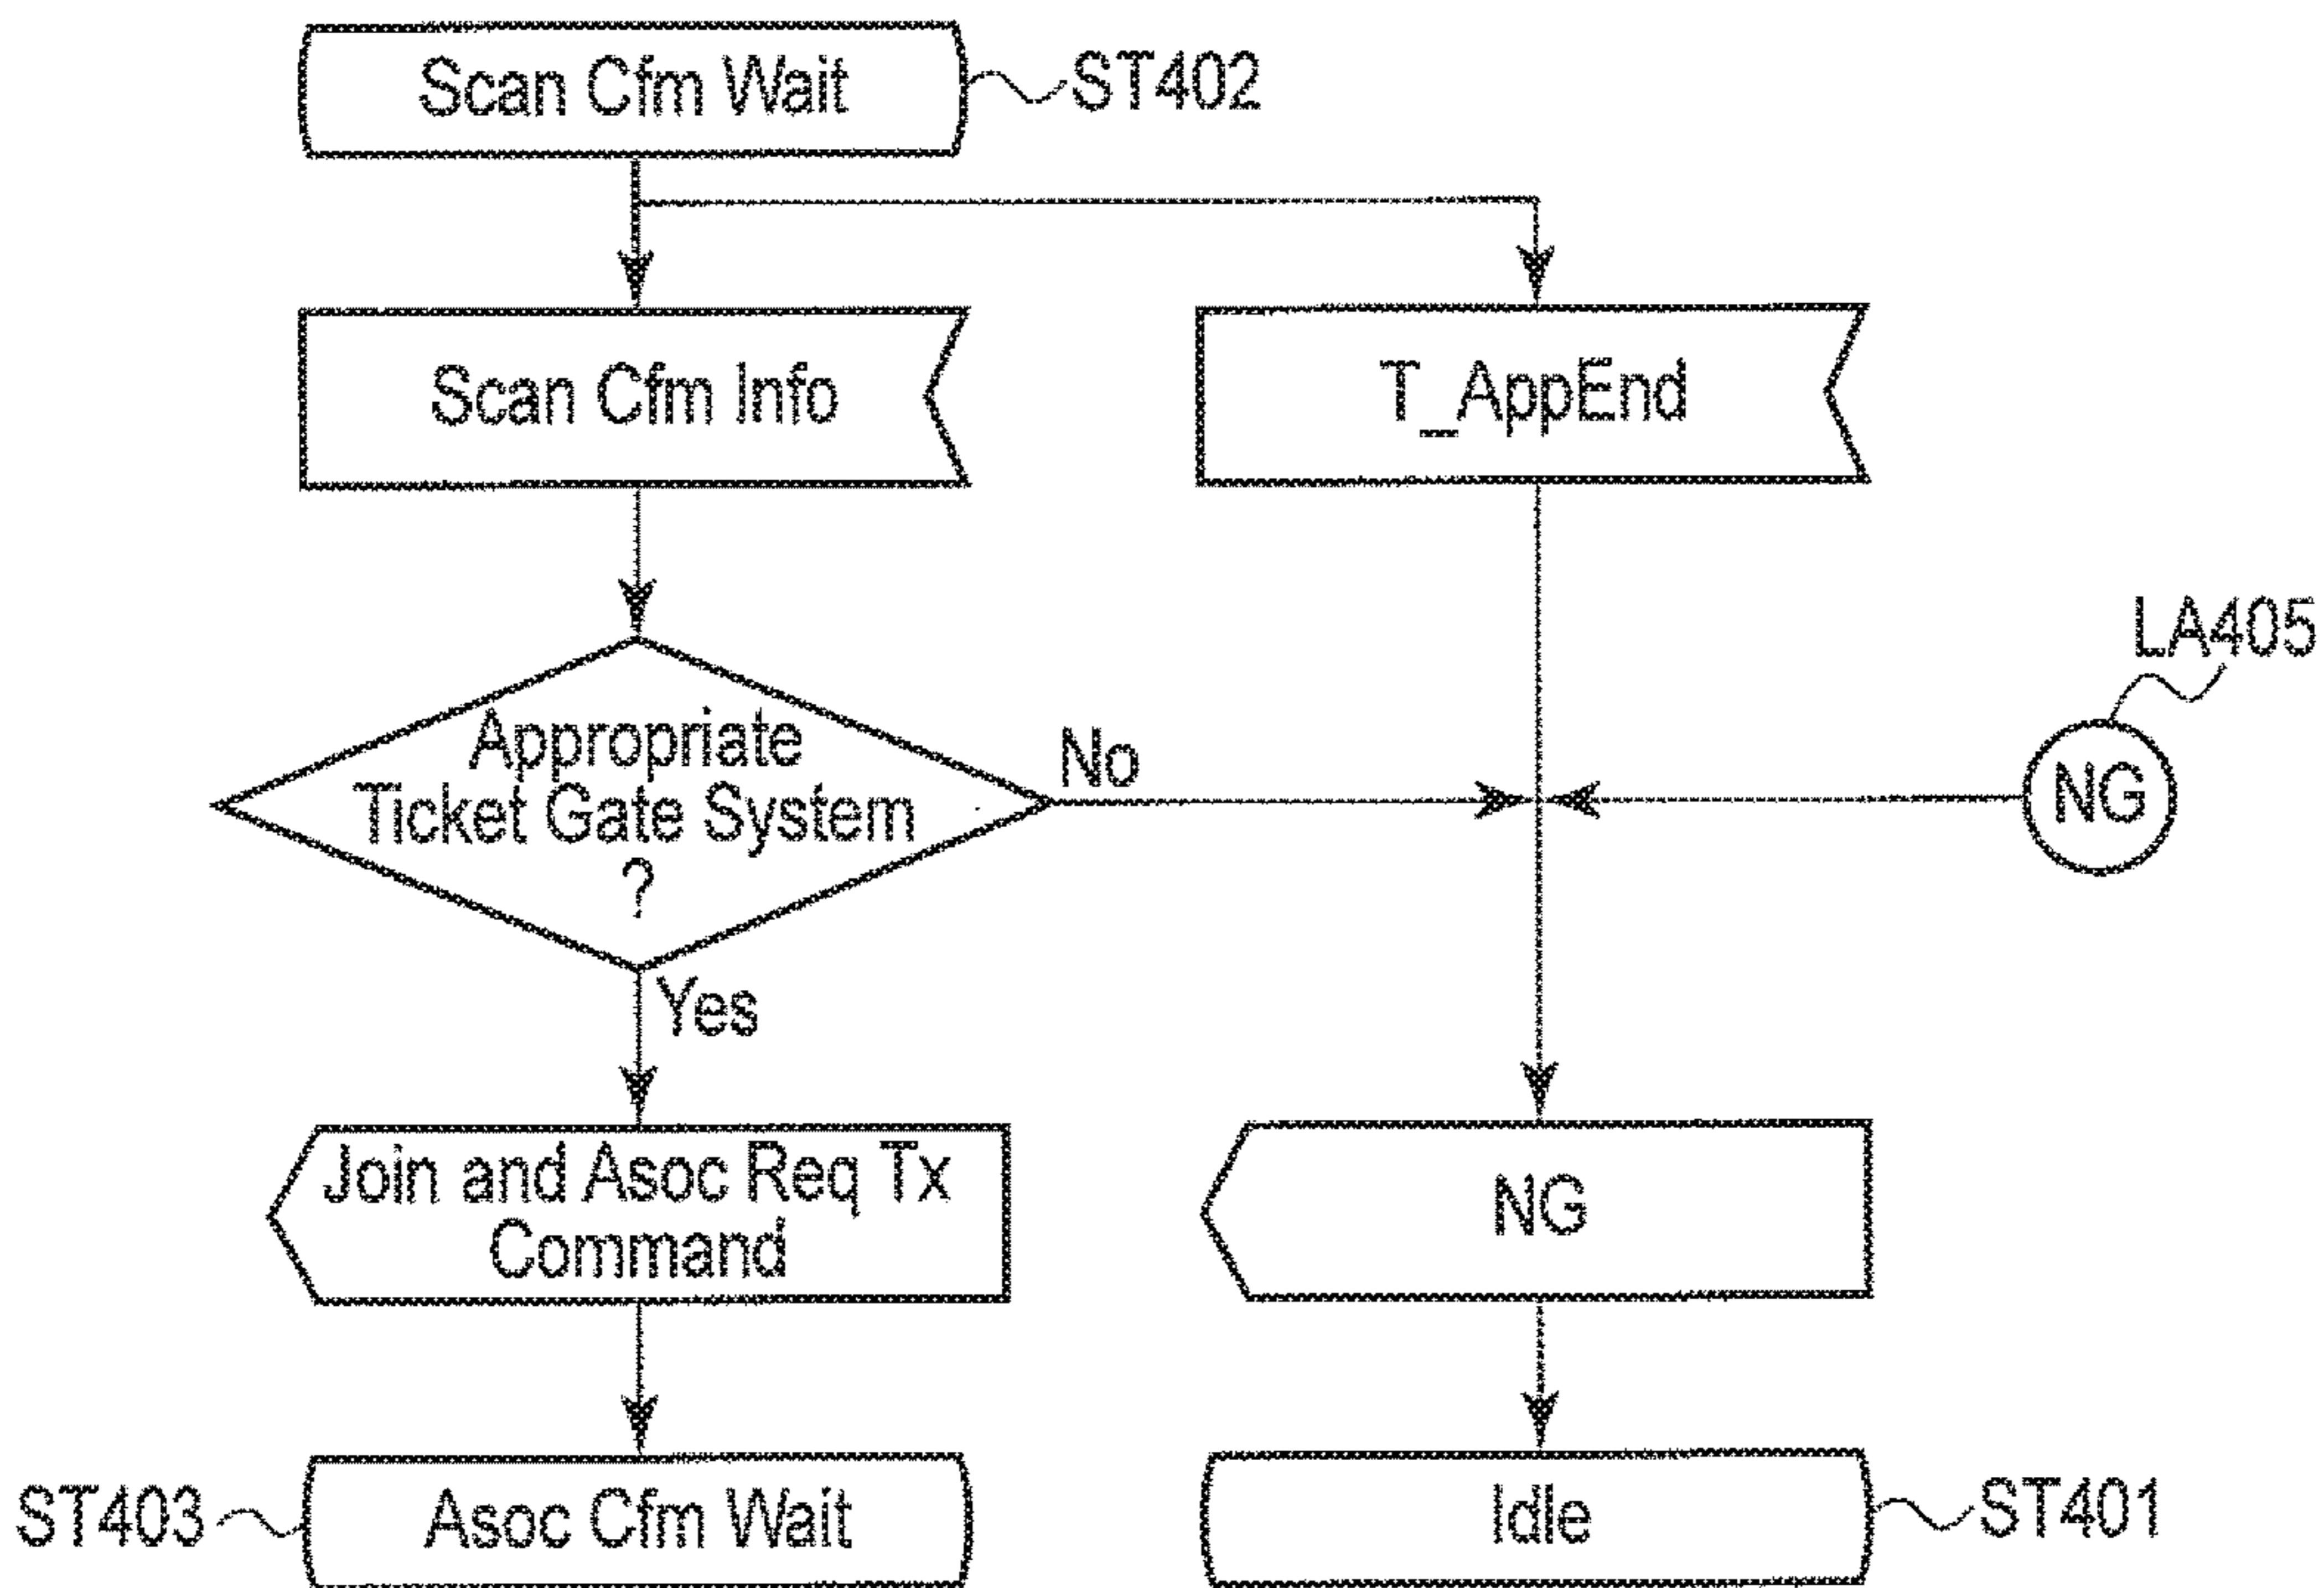 Scan Cfm Wait
ST402
Scan Cfm Info
T_AppEnd
LA405
Appropriate
Ticket Gate System
?
No
NG
Yes
Join and Asoc Req Tx
Command
NG
ST403
Asoc Cfm Wait
Idle
ST401